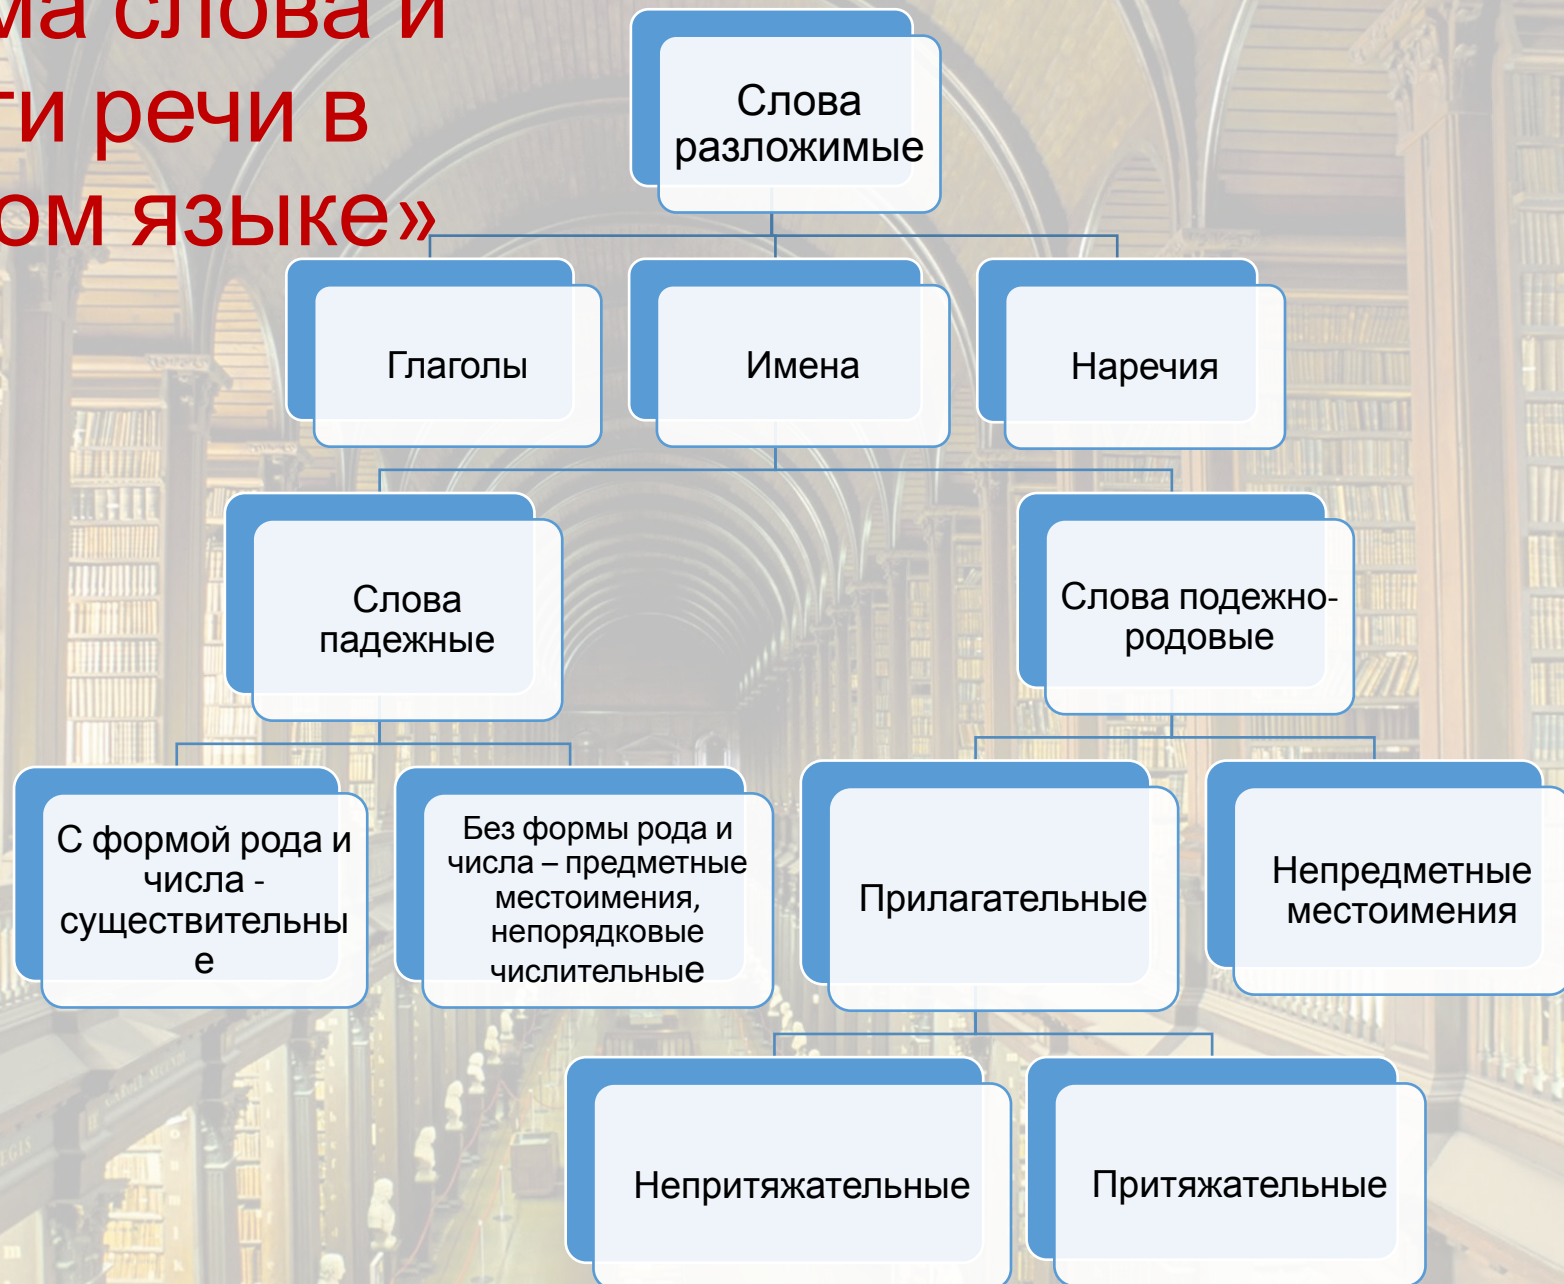 ма слова и
ти речи в
ом языке»
Слова
разложимые
Глаголы
Имена
Наречия
Слова
падежные
Слова подежно-
родовые
С формой рода и
числа -
существительны
е
Без формы рода и
числа – предметные
местоимения,
непорядковые
числительные
Прилагательные
Непредметные
местоимения
Непритяжательные
Притяжательные